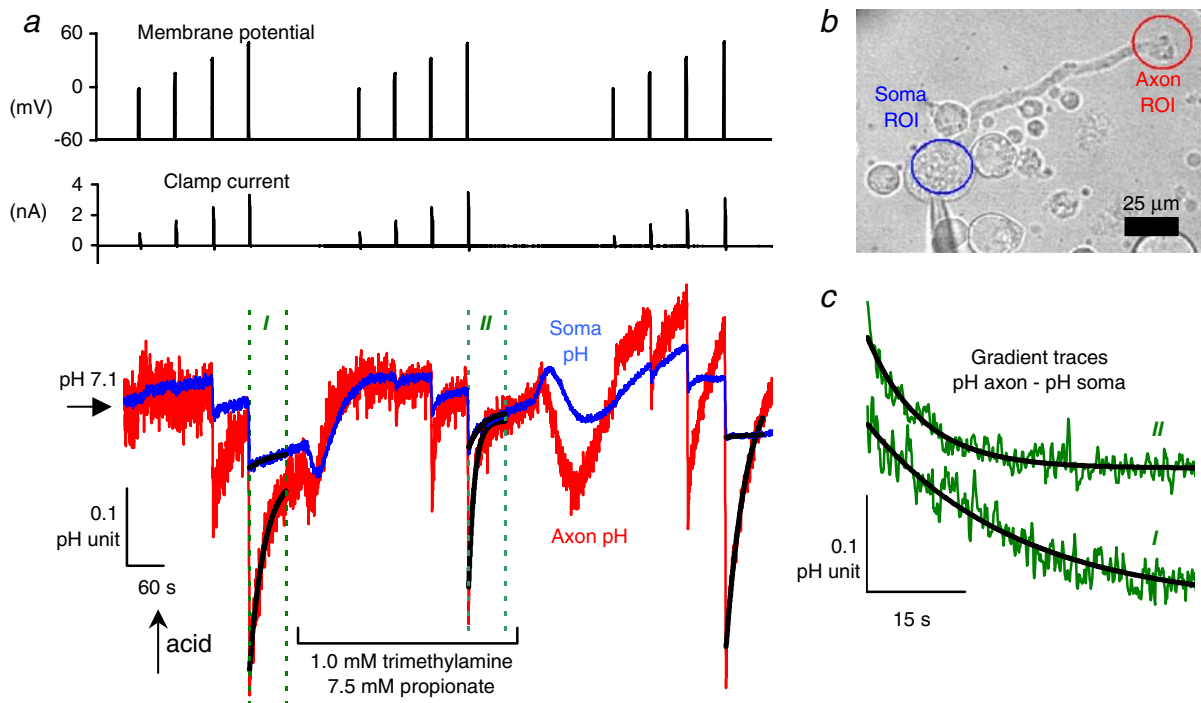 a
Membrane potential
60
0
(mV)
-60
Clamp current
4
(nA)
2
0
I
II
Soma
pH
pH 7.1
0.1
pH unit
60 s
acid
Axon pH
1.0 mM trimethylamine
7.5 mM propionate
b
Soma
ROI
Axon
ROI
25 μm
c
Gradient traces
pH axon - pH soma
II
I
0.1
pH unit
15 s